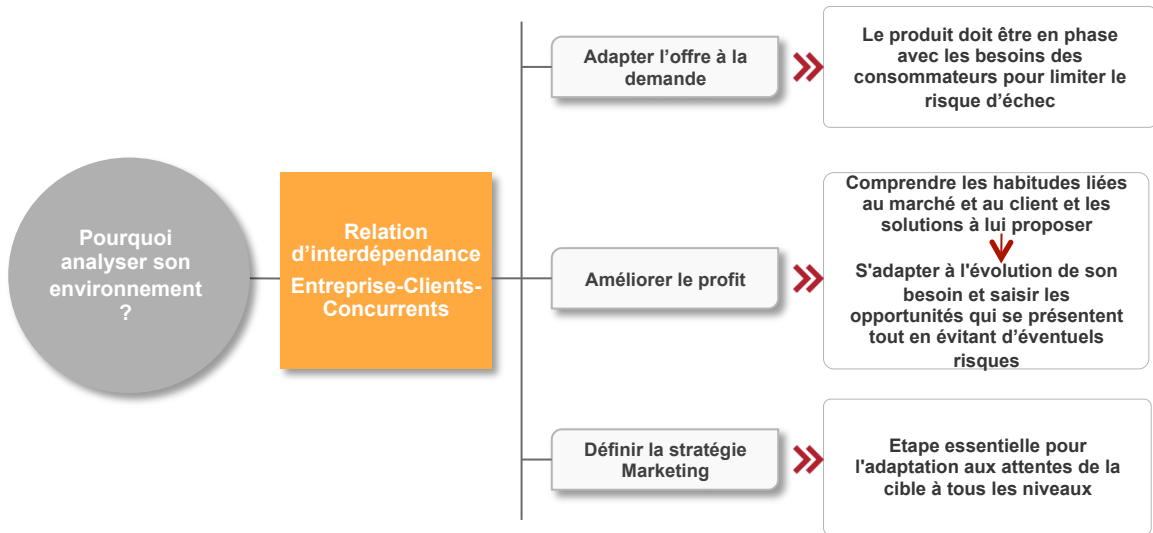 Pourquoi
analyser son
environnement
?
Relation
d’interdépendance
Entreprise-Clients-
Concurrents
Adapter l’offre à la
demande
Le produit doit être en phase
avec les besoins des
consommateurs pour limiter le
risque d’échec
Améliorer le profit
Comprendre les habitudes liées
au marché et au client et les
solutions à lui proposer
S'adapter à l'évolution de son
besoin et saisir les
opportunités qui se présentent
tout en évitant d’éventuels
risques
Définir la stratégie
Marketing
Etape essentielle pour
l'adaptation aux attentes de la
cible à tous les niveaux